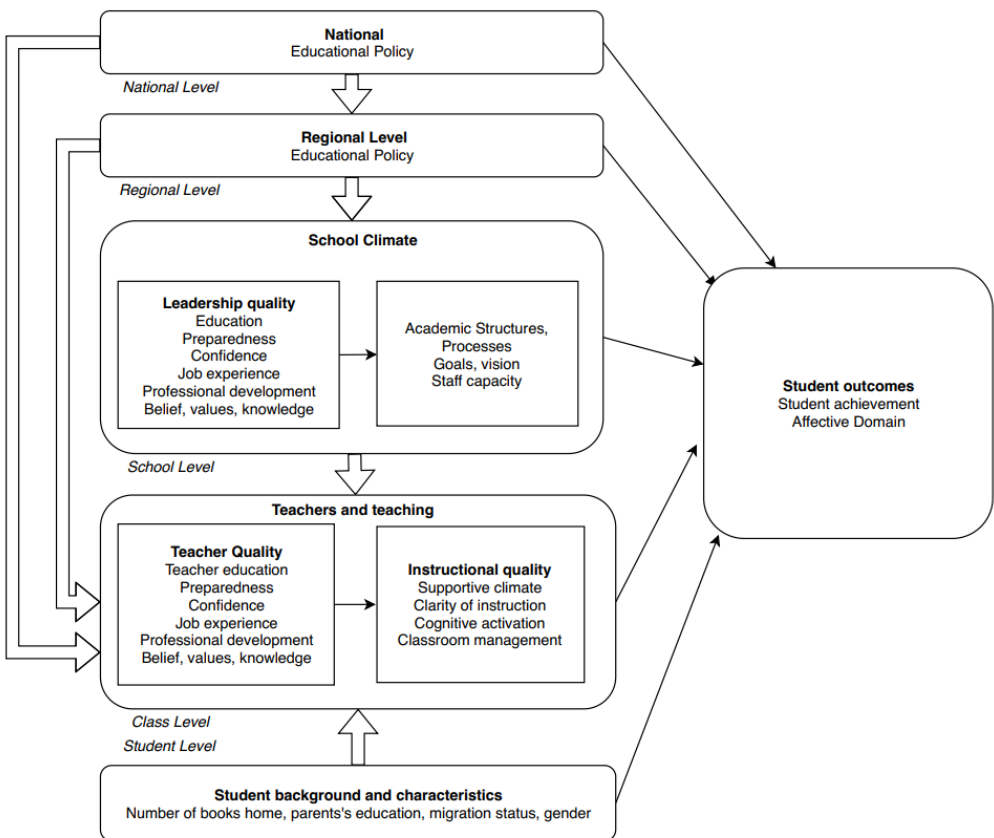 National
Educational Policy
National Level
Regional Level
Educational Policy
Regional Level
School Climate
Leadership quality
Education
Preparedness
Confidence
Job experience
Professional development
Belief, values, knowledge
Academic Structures,
Processes
Goals, vision
Staff capacity
School Level
Teachers and teaching
Teacher Quality
Teacher education
Preparedness
Confidence
Job experience
Professional development
Belief, values, knowledge
Instructional quality
Supportive climate
Clarity of instruction
Cognitive activation
Classroom management
Class Level
Student Level
Student background and characteristics
Number of books home, parents's education, migration status, gender
Student outcomes
Student achievement
Affective Domain